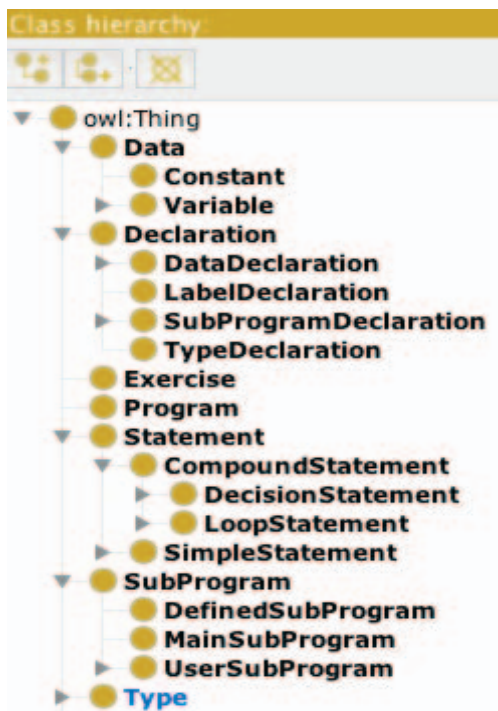 Class hierarchy:
owl:Thing
Data
Constant
Variable
Declaration
DataDeclaration
LabelDeclaration
SubProgramDeclaration
TypeDeclaration
Exercise
Program
Statement
CompoundStatement
DecisionStatement
LoopStatement
SimpleStatement
SubProgram
DefinedSubProgram
MainSubProgram
UserSubProgram
Type